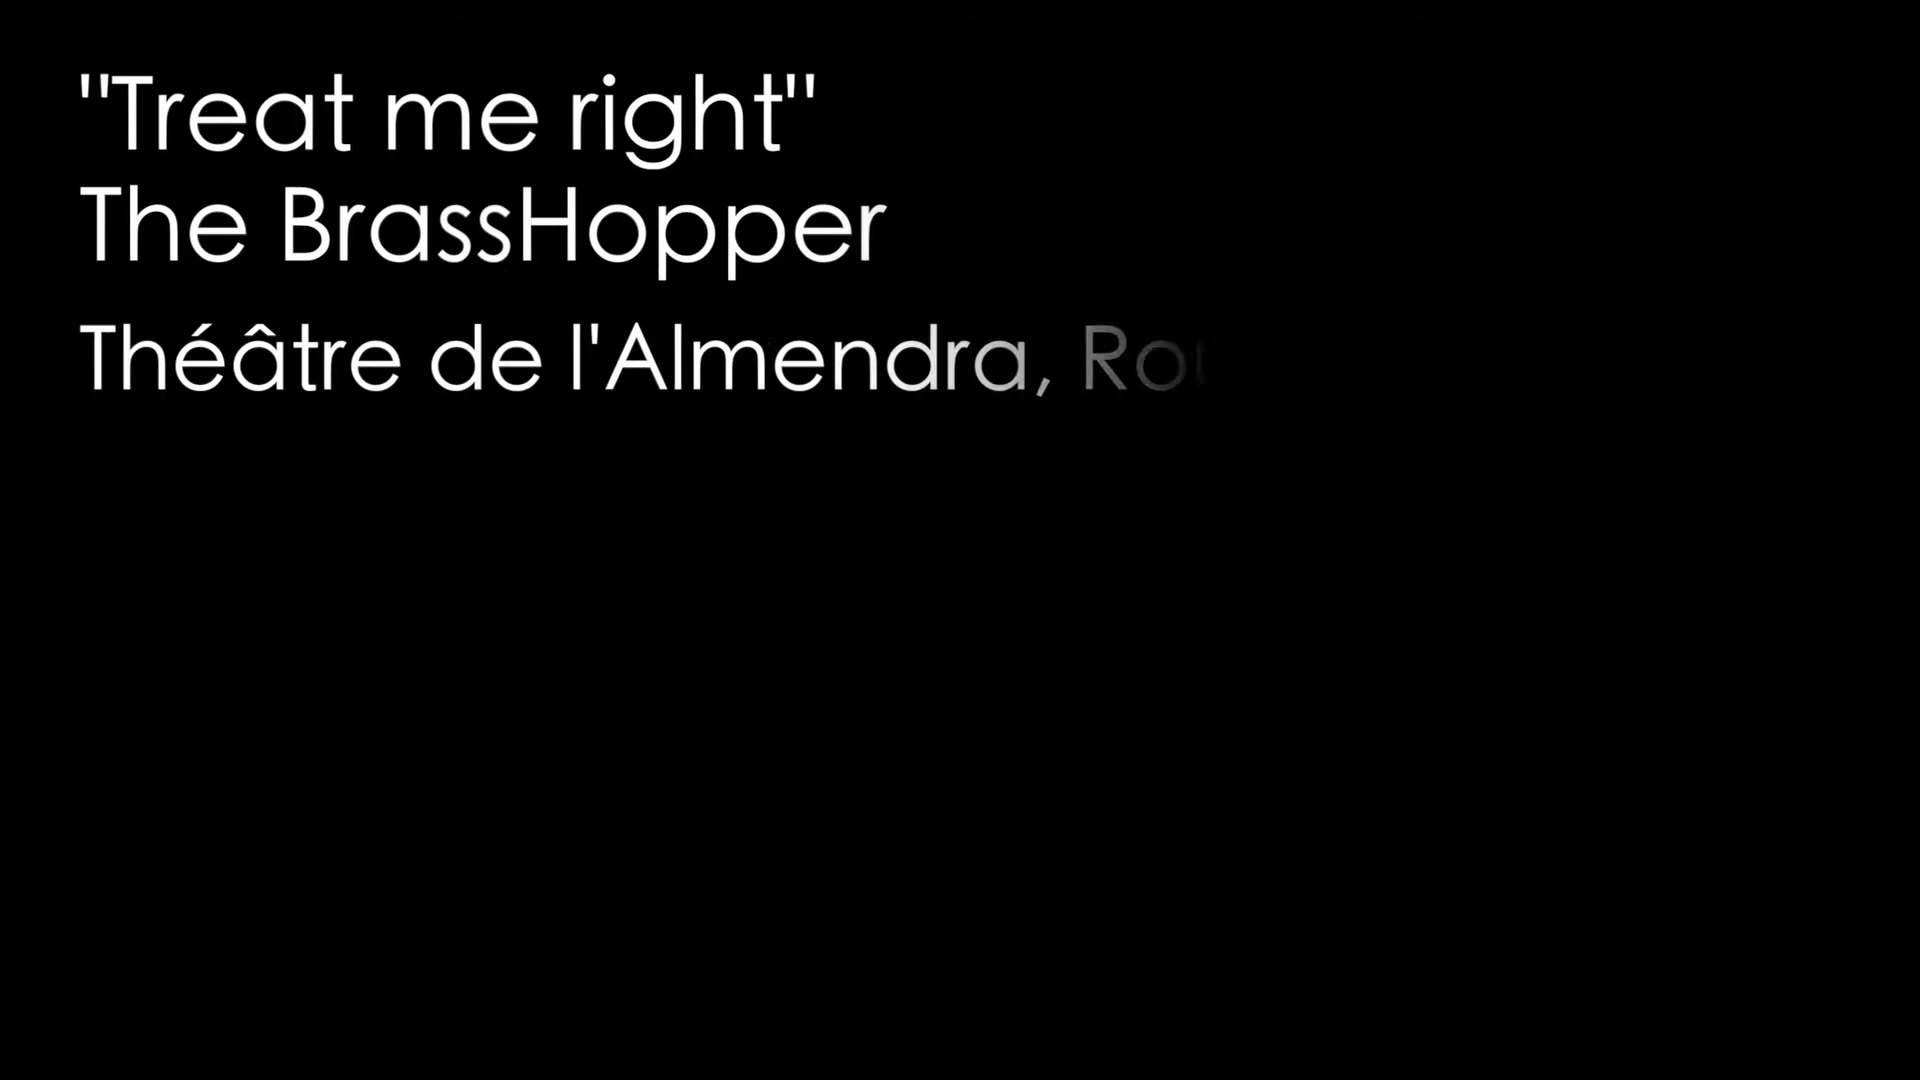 "Treat me right"
The BrassHopper
Théâtre de l'Almendra,